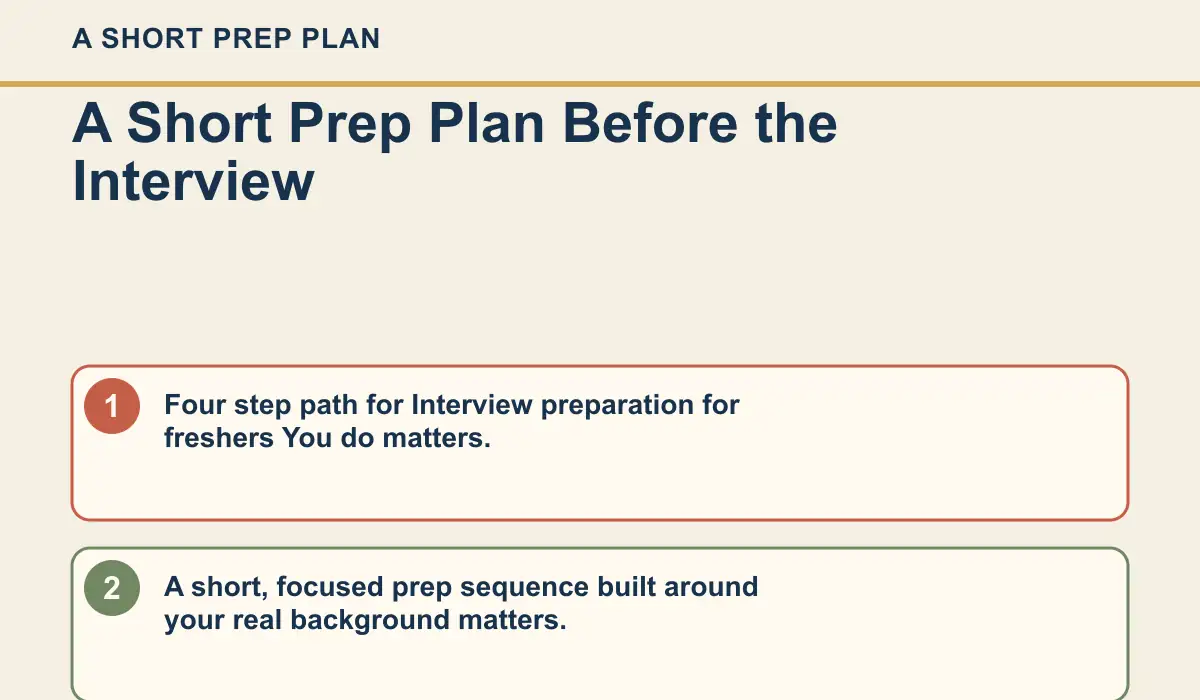 A SHORT PREP PLAN
A Short Prep Plan Before the
Interview
1
Four step path for Interview preparation for
freshers You do matters.
2
A short, focused prep sequence built around
your real background matters.